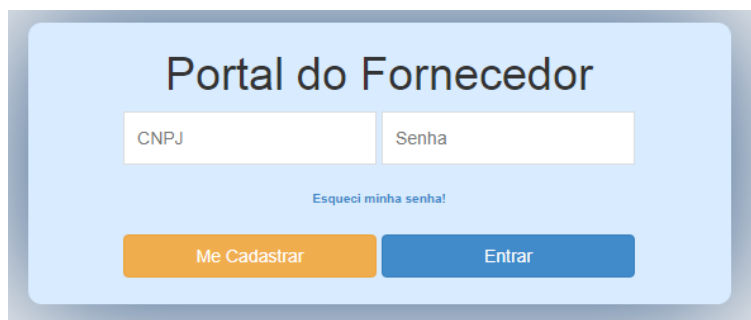 Portal do Fornecedor
CNPJ Senha
Esqueci minha senha!
Me Cadastrar Entrar